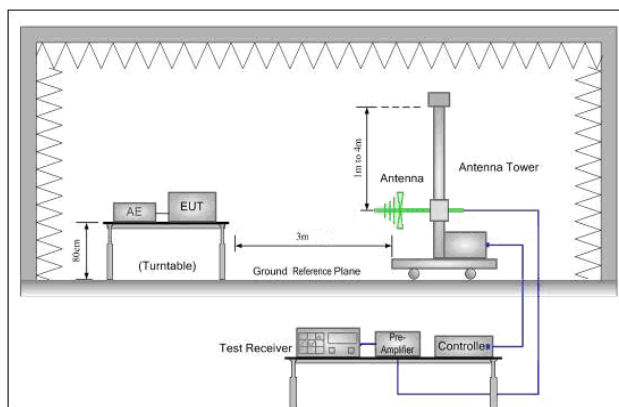 1m to 4m
Antenna
Antenna Tower
AE
EUT
80cm
(Turntable)
3m
Ground Reference Plane
Test Receiver
Pre-
Amplifier
Controlle